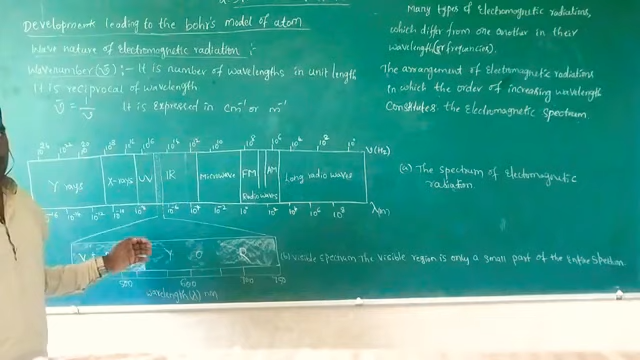 Development leading to the bohr's model of atom
Wave nature of Electromagnetic radiation :-
Wavenumber (ν̄) :- It is number of wavelengths in unit length
It is reciprocal of wavelength
It is expressed in cm⁻¹ or m⁻¹
Many types of Electromagnetic radiations,
which differ from one another in their
wavelength (or frequencies).
The arrangement of Electromagnetic radiations
in which the order of increasing wavelength
Constitutes the Electromagnetic spectrum.
ν (Hz)
γ rays X-rays UV IR microwave FM AM Long radio waves
Radio waves
λ m
(a) The spectrum of Electromagnetic
radiation.
V Y O R
(b) visible spectrum The visible region is only a small part of the Entire Spectrum
500 600 700 750
wavelength (λ) nm